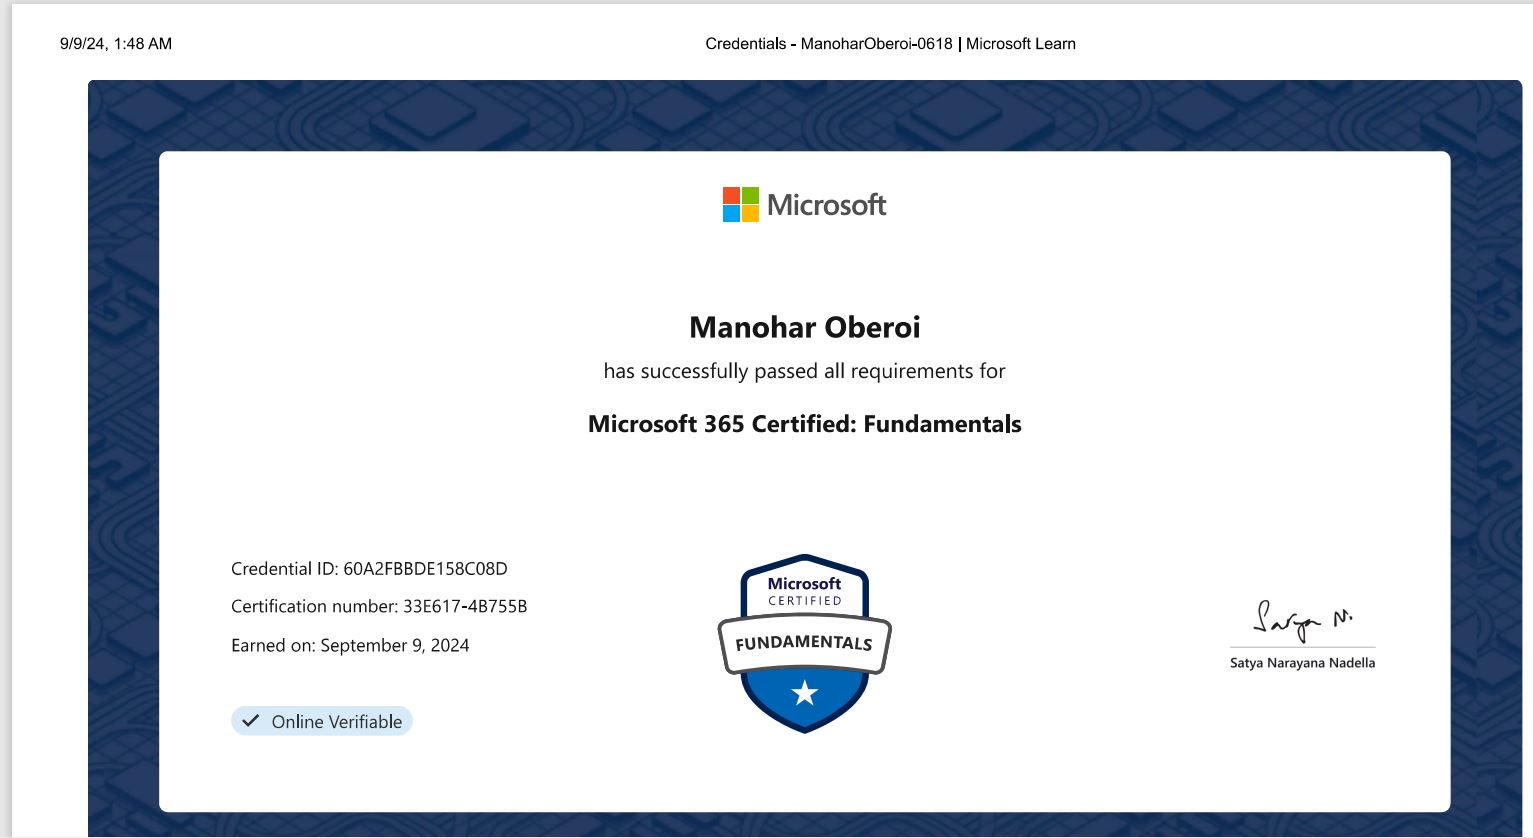 9/9/24, 1:48 AM
Credentials - ManoharOberoi-0618 | Microsoft Learn
Microsoft
Manohar Oberoi
has successfully passed all requirements for
Microsoft 365 Certified: Fundamentals
Credential ID: 60A2FBBDE158C08D
Certification number: 33E617-4B755B
Earned on: September 9, 2024
Online Verifiable
Microsoft
CERTIFIED
FUNDAMENTALS
Satya N.
Satya Narayana Nadella